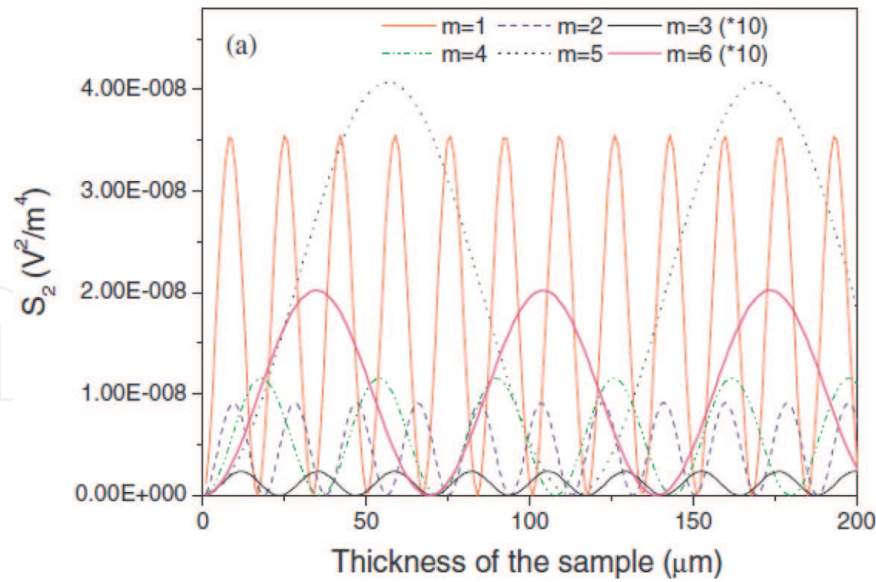 (a)
m=1 m=2 m=3 (*10)
m=4 m=5 m=6 (*10)
4.00E-008
3.00E-008
2.00E-008
1.00E-008
0.00E+000
S₂ (V²/m⁴)
0 50 100 150 200
Thickness of the sample (μm)